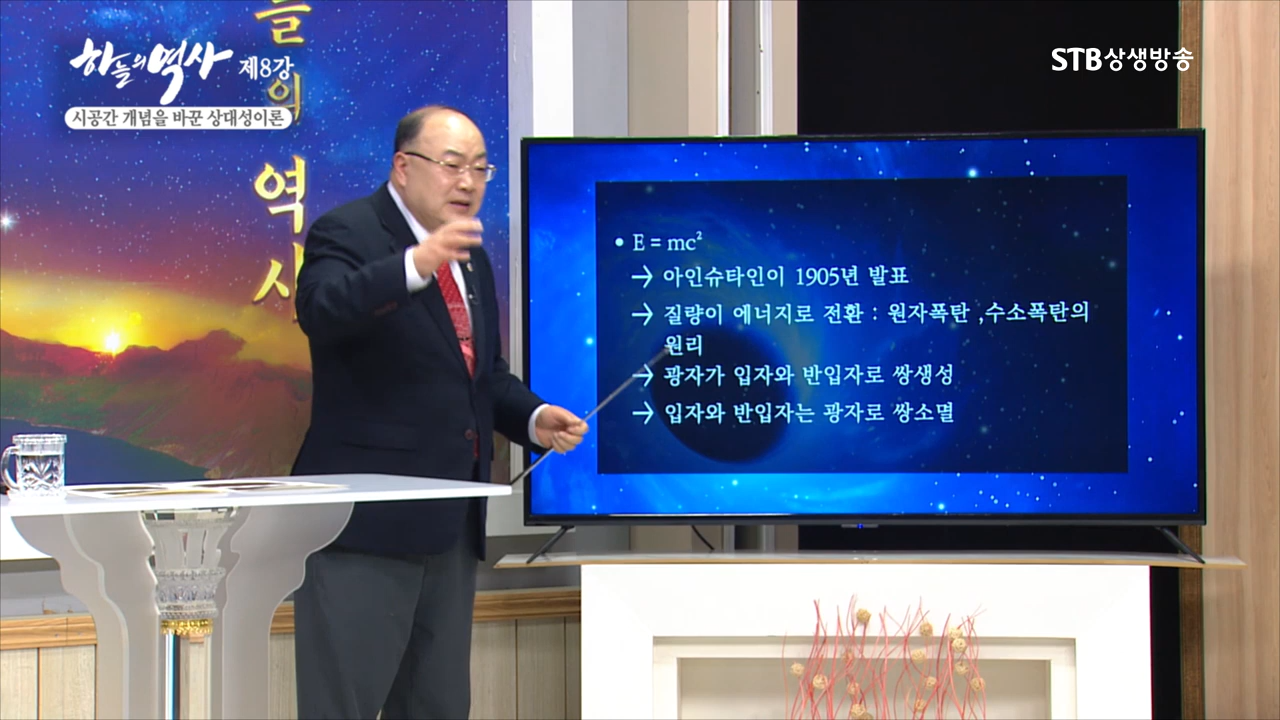 하늘의 역사 제8강
시공간 개념을 바꾼 상대성이론
STB상생방송
늘
의
역
사
• E = mc²
→ 아인슈타인이 1905년 발표
→ 질량이 에너지로 전환 : 원자폭탄 ,수소폭탄의
원리
→ 광자가 입자와 반입자로 쌍생성
→ 입자와 반입자는 광자로 쌍소멸